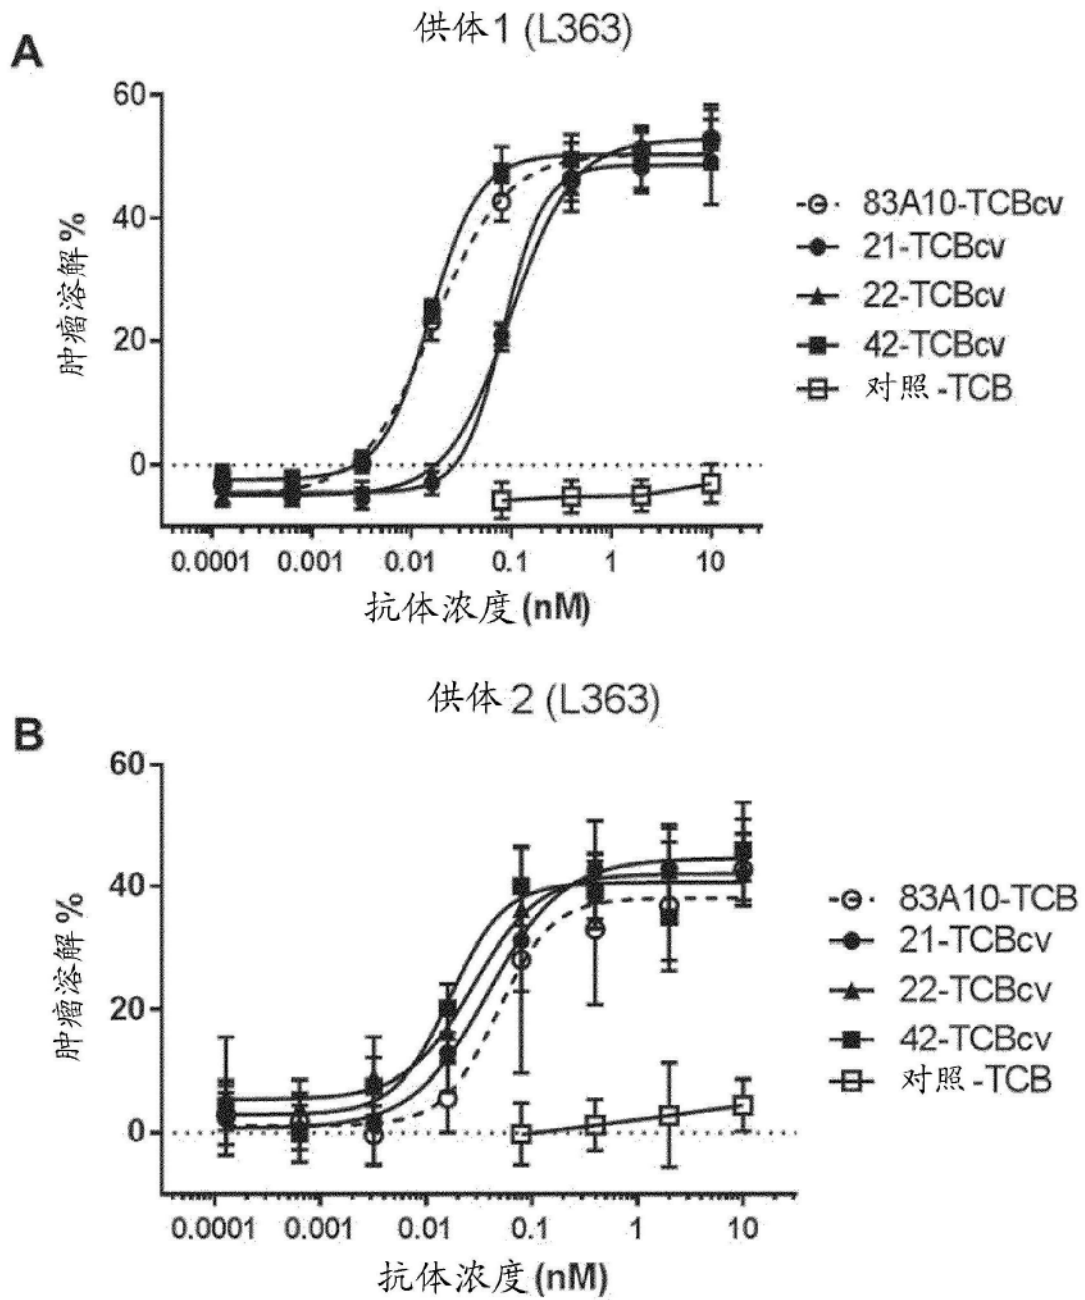 A
供体1 (L363)
肿瘤溶解%
60
40
20
0
0.0001 0.001 0.01 0.1 1 10
抗体浓度(nM)
83A10-TCBcv
21-TCBcv
22-TCBcv
42-TCBcv
对照-TCB
B
供体2 (L363)
肿瘤溶解%
60
40
20
0
0.0001 0.001 0.01 0.1 1 10
抗体浓度(nM)
83A10-TCB
21-TCBcv
22-TCBcv
42-TCBcv
对照-TCB